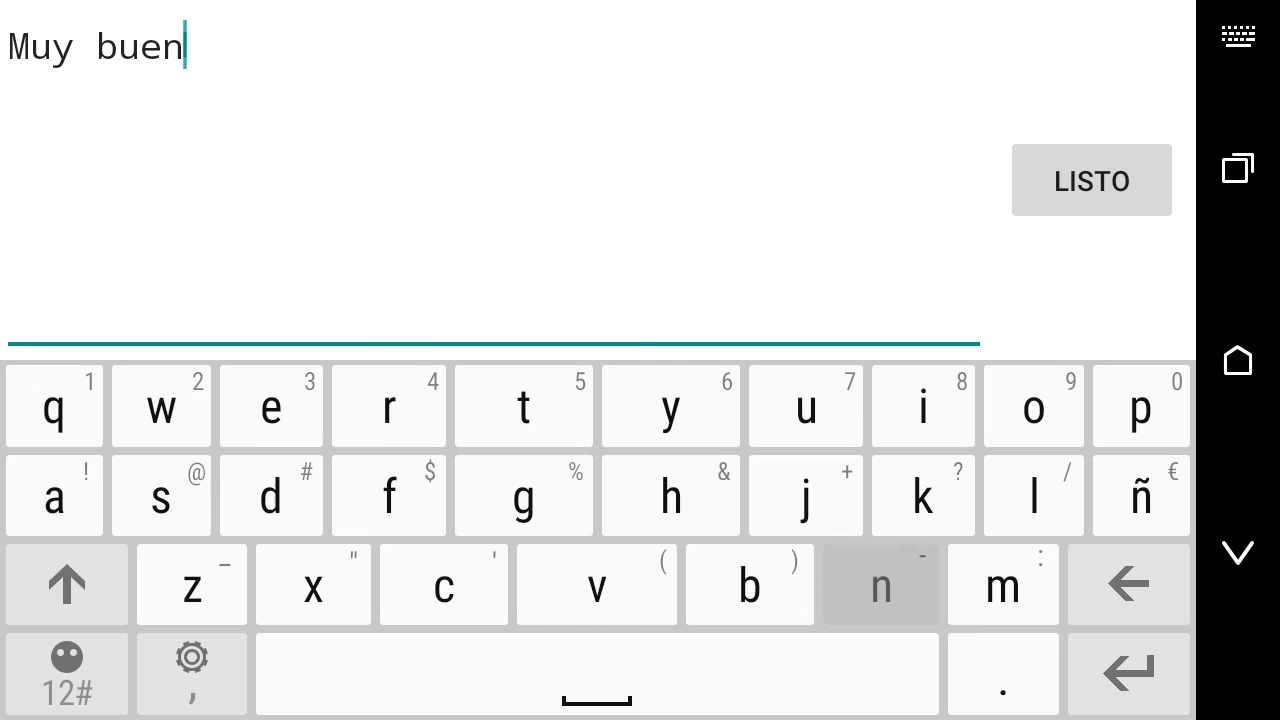 Muy buen
LISTO
q 1 w 2 e 3 r 4 t 5 y 6 u 7 i 8 o 9 p 0
a ! s @ d # f $ g % h & j + k ? l / ñ €
z _ x " c ' v ( b ) n - m :
12# , .